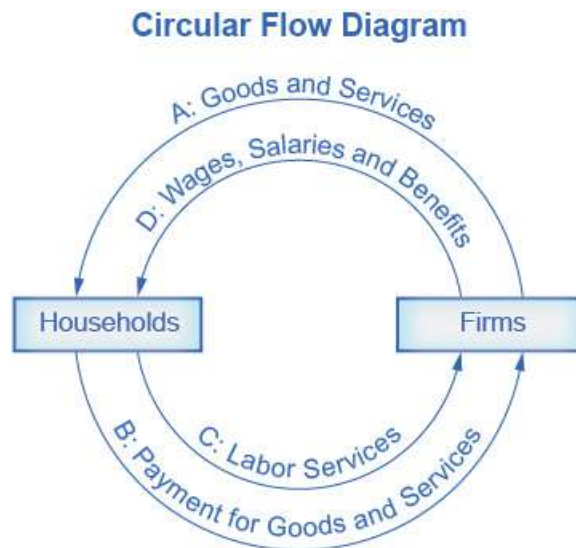 Circular Flow Diagram
A: Goods and Services
D: Wages, Salaries and Benefits
Households
Firms
C: Labor Services
B: Payment for Goods and Services